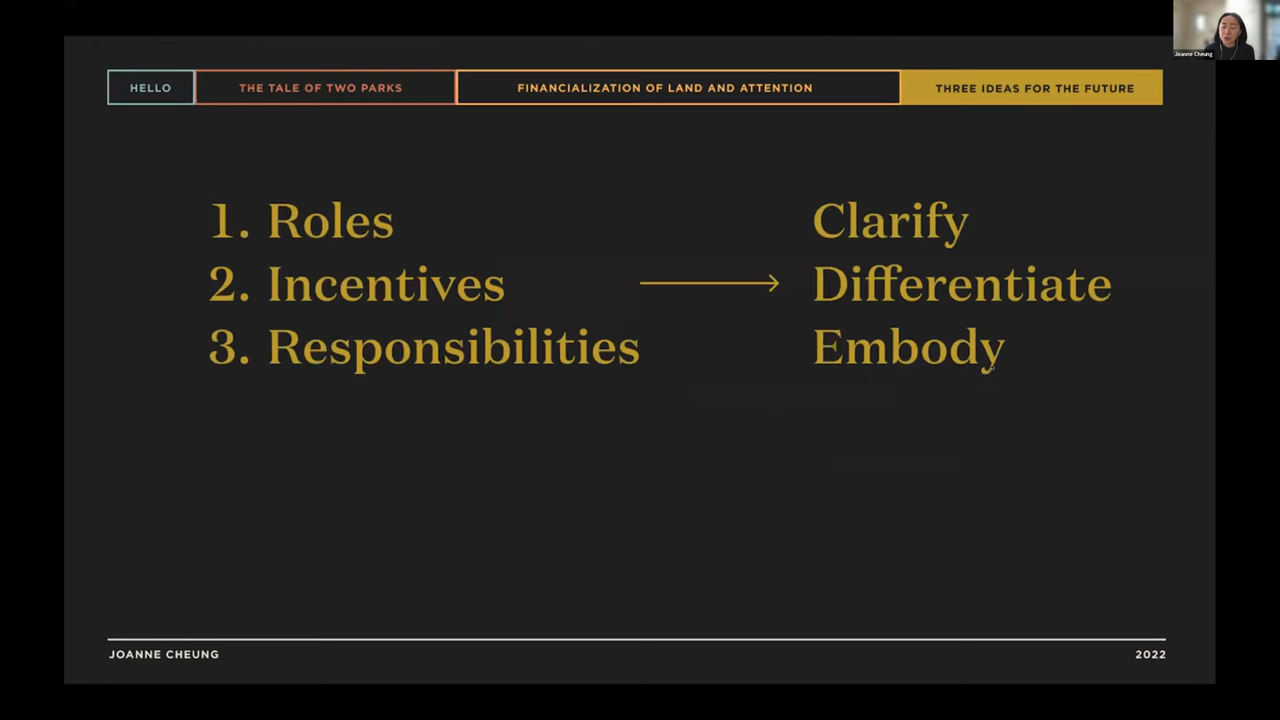 Joanne Cheung
HELLO
THE TALE OF TWO PARKS
FINANCIALIZATION OF LAND AND ATTENTION
THREE IDEAS FOR THE FUTURE
1. Roles
2. Incentives
3. Responsibilities
Clarify
Differentiate
Embody
JOANNE CHEUNG
2022